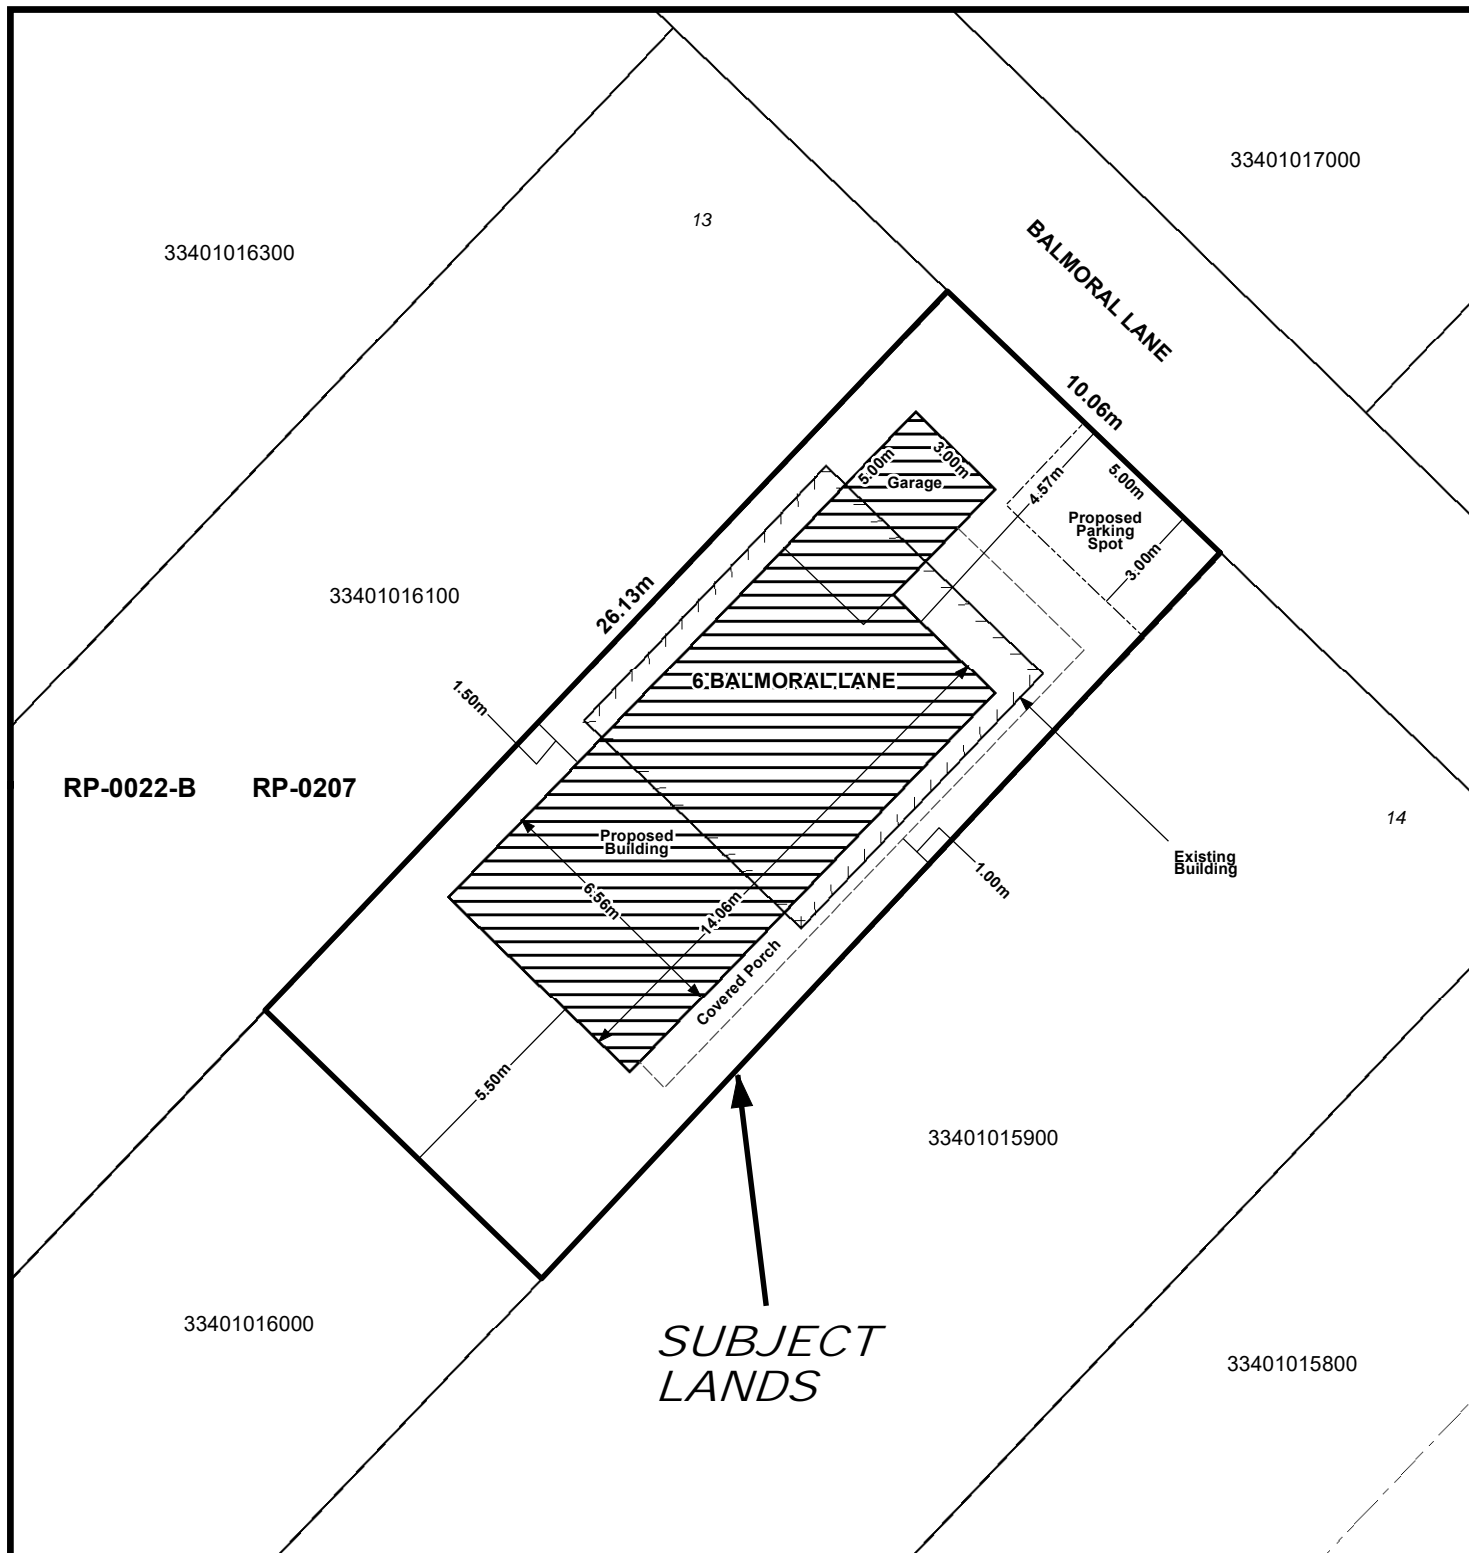 33401017000
13
33401016300
BALMORAL LANE
10.06m
5.00m
3.00m
Garage
4.57m
5.00m
Proposed
Parking
Spot
3.00m
33401016100
26.13m
6 BALMORAL LANE
1.50m
RP-0022-B
RP-0207
14
Proposed
Building
Existing
Building
1.00m
6.56m
14.06m
Covered Porch
5.50m
33401015900
33401016000
SUBJECT
LANDS
33401015800